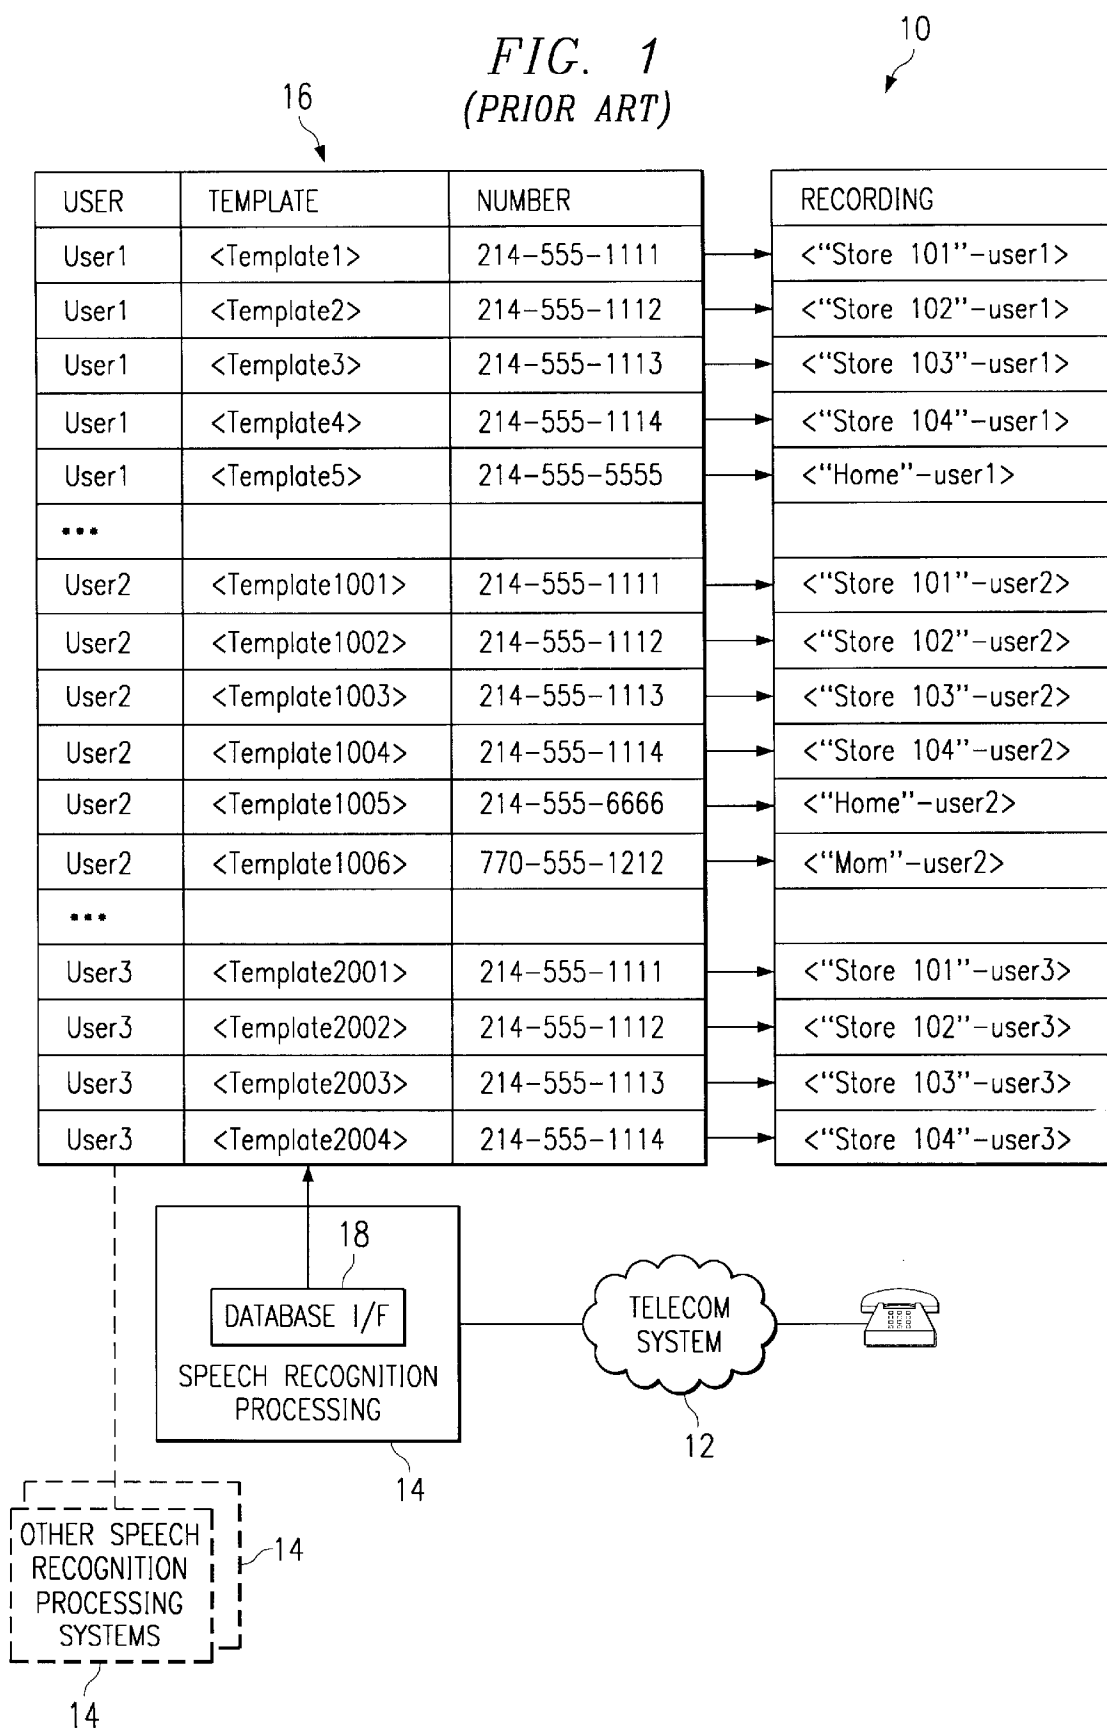 FIG. 1
(PRIOR ART)
10
16
USER TEMPLATE NUMBER RECORDING
User1 <Template1> 214-555-1111 <“Store 101”-user1>
User1 <Template2> 214-555-1112 <“Store 102”-user1>
User1 <Template3> 214-555-1113 <“Store 103”-user1>
User1 <Template4> 214-555-1114 <“Store 104”-user1>
User1 <Template5> 214-555-5555 <“Home”-user1>
•••
User2 <Template1001> 214-555-1111 <“Store 101”-user2>
User2 <Template1002> 214-555-1112 <“Store 102”-user2>
User2 <Template1003> 214-555-1113 <“Store 103”-user2>
User2 <Template1004> 214-555-1114 <“Store 104”-user2>
User2 <Template1005> 214-555-6666 <“Home”-user2>
User2 <Template1006> 770-555-1212 <“Mom”-user2>
•••
User3 <Template2001> 214-555-1111 <“Store 101”-user3>
User3 <Template2002> 214-555-1112 <“Store 102”-user3>
User3 <Template2003> 214-555-1113 <“Store 103”-user3>
User3 <Template2004> 214-555-1114 <“Store 104”-user3>
18
DATABASE I/F
SPEECH RECOGNITION
PROCESSING
14
TELECOM
SYSTEM
12
OTHER SPEECH
RECOGNITION
PROCESSING
SYSTEMS
14
14